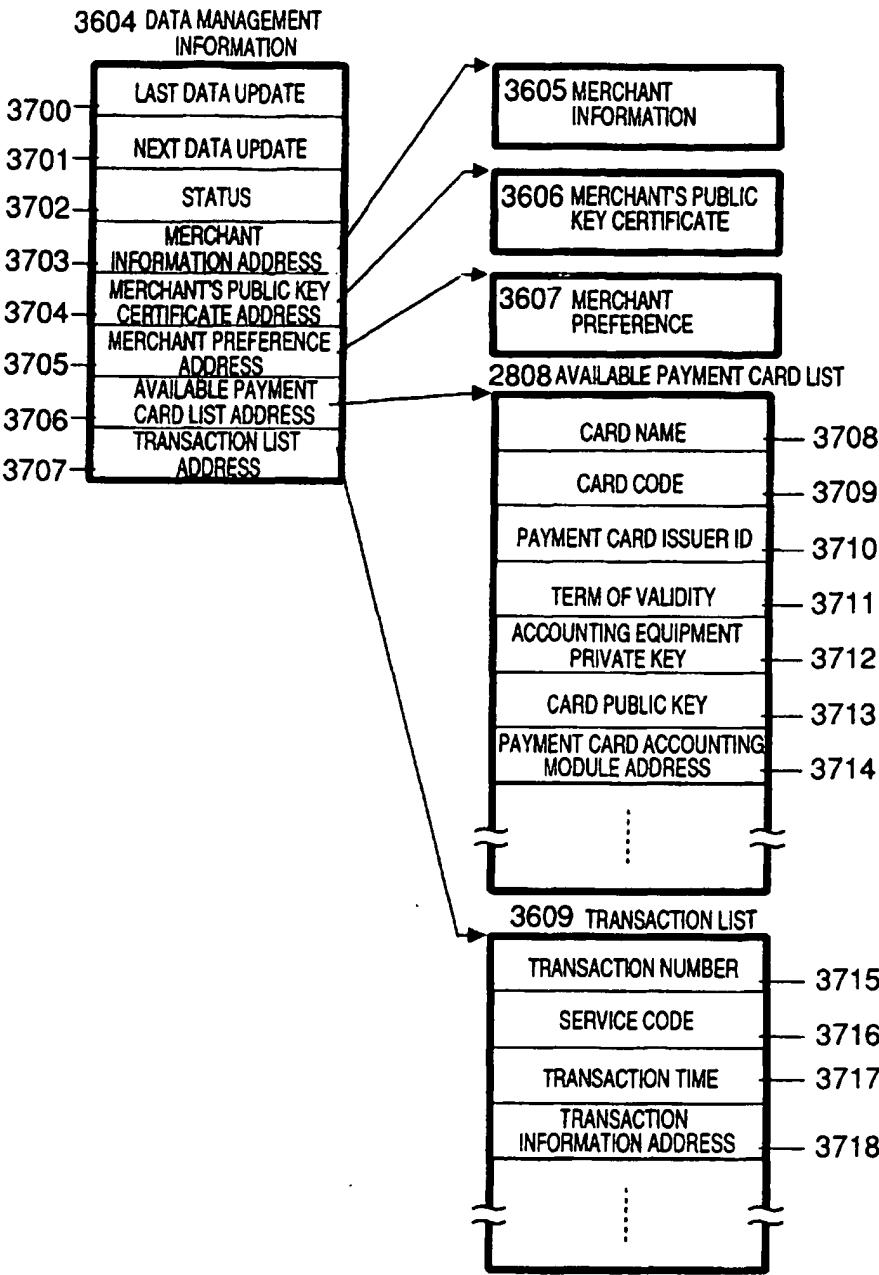 3604 DATA MANAGEMENT
INFORMATION
3700
LAST DATA UPDATE
3701
NEXT DATA UPDATE
3702
STATUS
3703
MERCHANT
INFORMATION ADDRESS
3704
MERCHANT'S PUBLIC KEY
CERTIFICATE ADDRESS
3705
MERCHANT PREFERENCE
ADDRESS
3706
AVAILABLE PAYMENT
CARD LIST ADDRESS
3707
TRANSACTION LIST
ADDRESS
3605 MERCHANT
INFORMATION
3606 MERCHANT'S PUBLIC
KEY CERTIFICATE
3607 MERCHANT
PREFERENCE
2808 AVAILABLE PAYMENT CARD LIST
CARD NAME
3708
CARD CODE
3709
PAYMENT CARD ISSUER ID
3710
TERM OF VALIDITY
3711
ACCOUNTING EQUIPMENT
PRIVATE KEY
3712
CARD PUBLIC KEY
3713
PAYMENT CARD ACCOUNTING
MODULE ADDRESS
3714
3609 TRANSACTION LIST
TRANSACTION NUMBER
3715
SERVICE CODE
3716
TRANSACTION TIME
3717
TRANSACTION
INFORMATION ADDRESS
3718